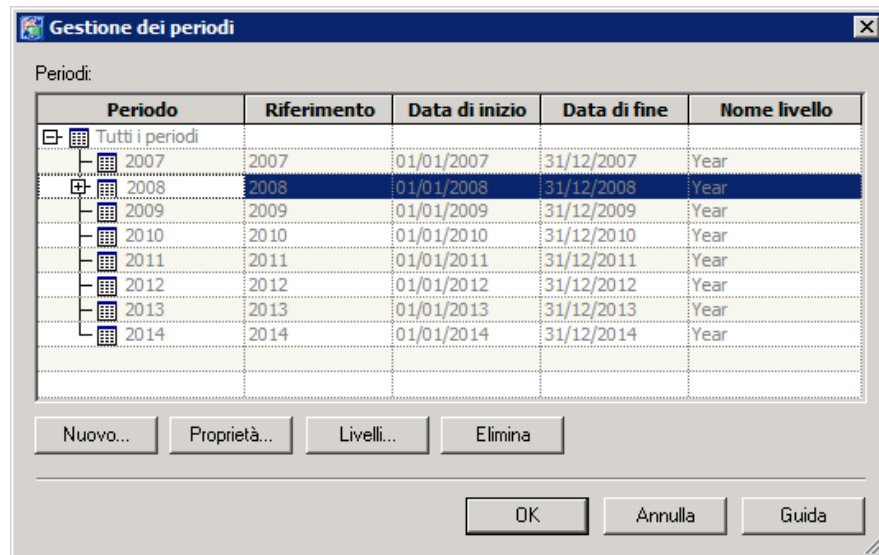 Gestione dei periodi
Periodi:
Periodo Riferimento Data di inizio Data di fine Nome livello
Tutti i periodi
2007 2007 01/01/2007 31/12/2007 Year
2008 2008 01/01/2008 31/12/2008 Year
2009 2009 01/01/2009 31/12/2009 Year
2010 2010 01/01/2010 31/12/2010 Year
2011 2011 01/01/2011 31/12/2011 Year
2012 2012 01/01/2012 31/12/2012 Year
2013 2013 01/01/2013 31/12/2013 Year
2014 2014 01/01/2014 31/12/2014 Year
Nuovo... Proprietà... Livelli... Elimina
OK Annulla Guida